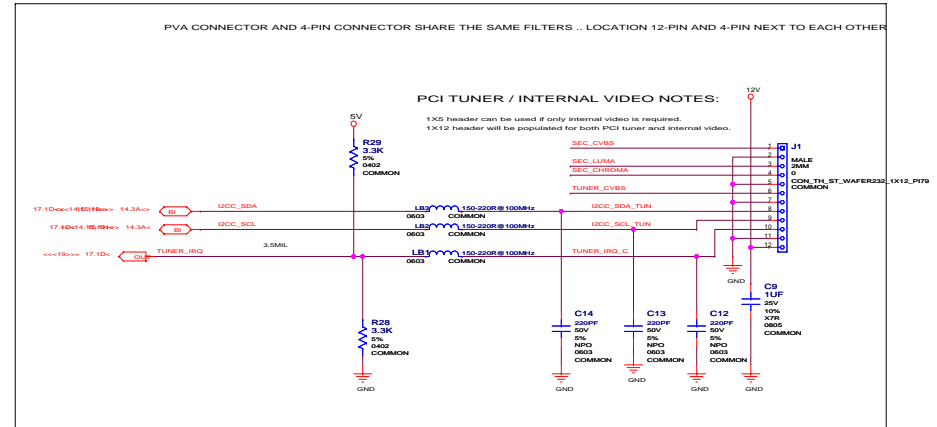 PVA CONNECTOR AND 4-PIN CONNECTOR SHARE THE SAME FILTERS .. LOCATION 12-PIN AND 4-PIN NEXT TO EACH OTHER
PCI TUNER / INTERNAL VIDEO NOTES:
1X5 header can be used if only internal video is required.
1X12 header will be populated for both PCI tuner and internal video.
12V
5V
R29
3.3K
5%
0402
COMMON
SEC_CVBS
SEC_LUMA
SEC_CHROMA
TUNER_CVBS
1
2
3
4
5
6
7
8
9
10
11
12
J1
MALE
2MM
0
CON_TH_ST_WAFER232_1X12_PI79
COMMON
14.3A<>
BI
I2CC_SDA
LB3
150-220R@100MHz
0603
COMMON
I2CC_SDA_TUN
14.3A<
BI
I2CC_SCL
LB2
150-220R@100MHz
0603
COMMON
I2CC_SCL_TUN
<<<19>>> 17.1D<
OUT
TUNER_IRQ
3.5MIL
LB1
150-220R@100MHz
0603
COMMON
TUNER_IRQ_C
GND
R28
3.3K
5%
0402
COMMON
GND
C14
220PF
50V
5%
NPO
0603
COMMON
GND
C13
220PF
50V
5%
NPO
0603
COMMON
GND
C12
220PF
50V
5%
NPO
0603
COMMON
GND
C9
1UF
25V
10%
X7R
0805
COMMON
GND